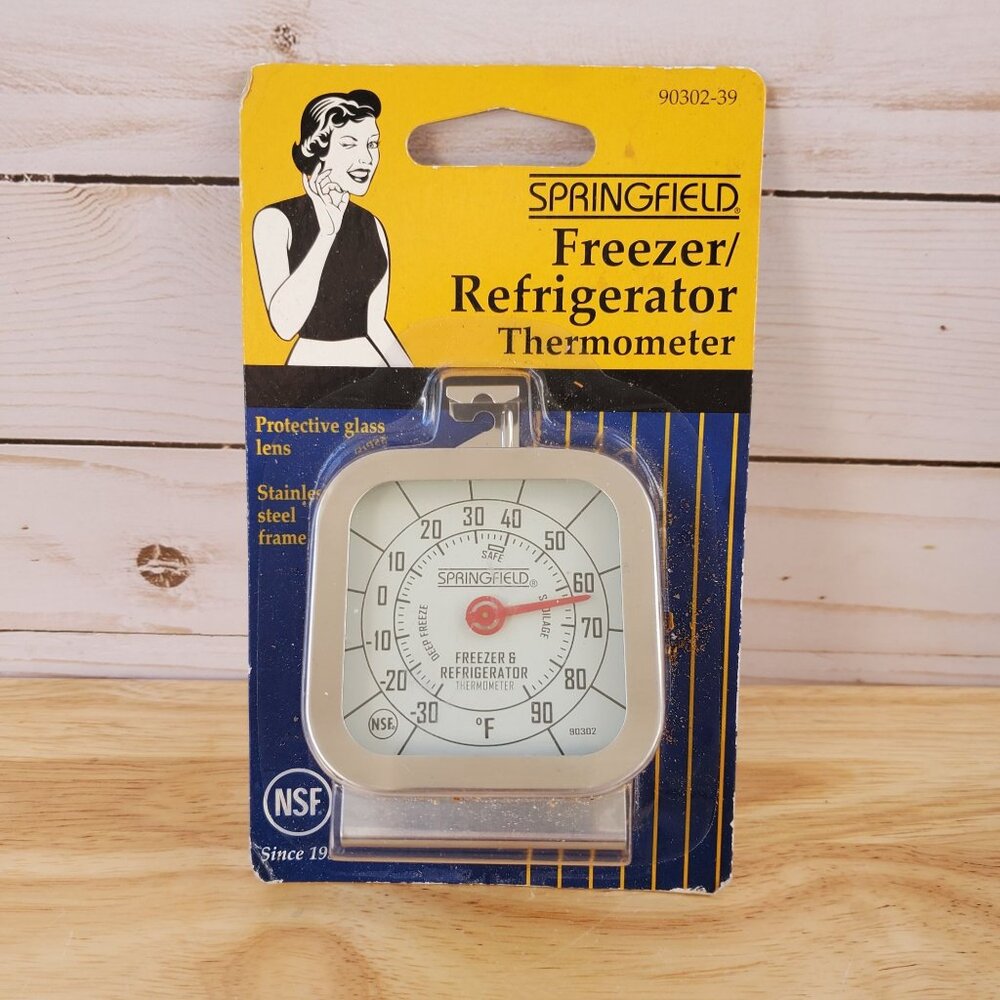 90302-39
SPRINGFIELD®
Freezer/
Refrigerator
Thermometer
Protective glass
lens
Stainles
steel
frame
20 30 40 50
10 60
0 70
-10 80
-20 90
-30
SAFE
SPRINGFIELD®
DEEP FREEZE
FREEZER &
REFRIGERATOR
THERMOMETER
NSF®
°F
90302
NSF®
Since 19